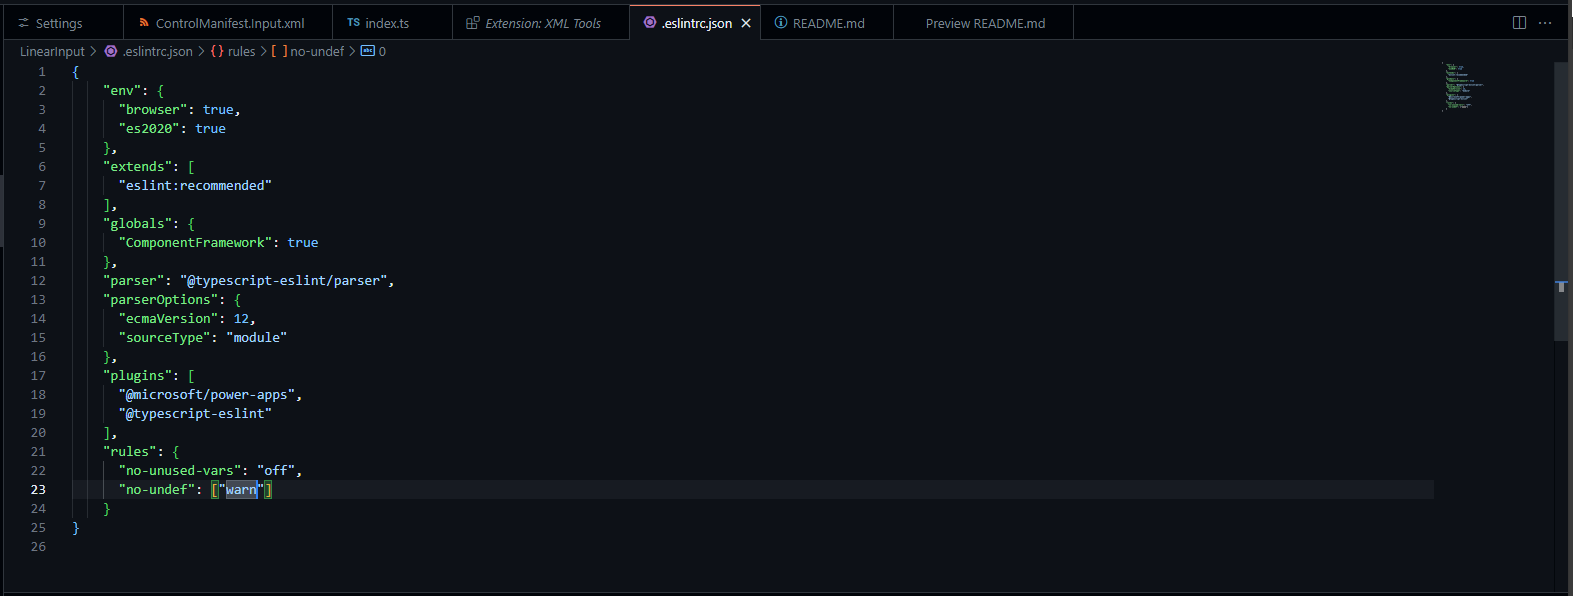 Settings ControlManifest.Input.xml TS index.ts Extension: XML Tools .eslintrc.json README.md Preview README.md
LinearInput > .eslintrc.json > {} rules > [ ] no-undef > abc 0
1 {
2 "env": {
3 "browser": true,
4 "es2020": true
5 },
6 "extends": [
7 "eslint:recommended"
8 ],
9 "globals": {
10 "ComponentFramework": true
11 },
12 "parser": "@typescript-eslint/parser",
13 "parserOptions": {
14 "ecmaVersion": 12,
15 "sourceType": "module"
16 },
17 "plugins": [
18 "@microsoft/power-apps",
19 "@typescript-eslint"
20 ],
21 "rules": {
22 "no-unused-vars": "off",
23 "no-undef": ["warn"]
24 }
25 }
26